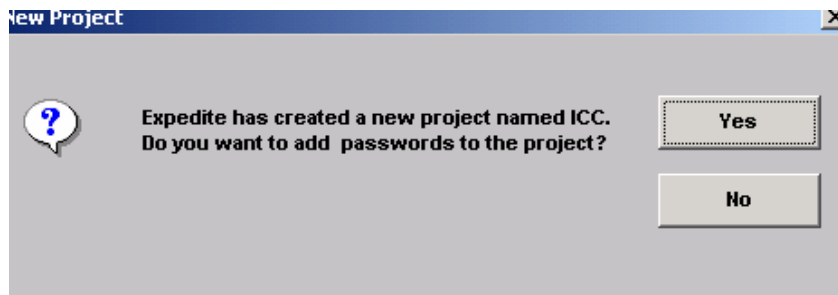 New Project
Expedite has created a new project named ICC.
Do you want to add passwords to the project?
Yes
No